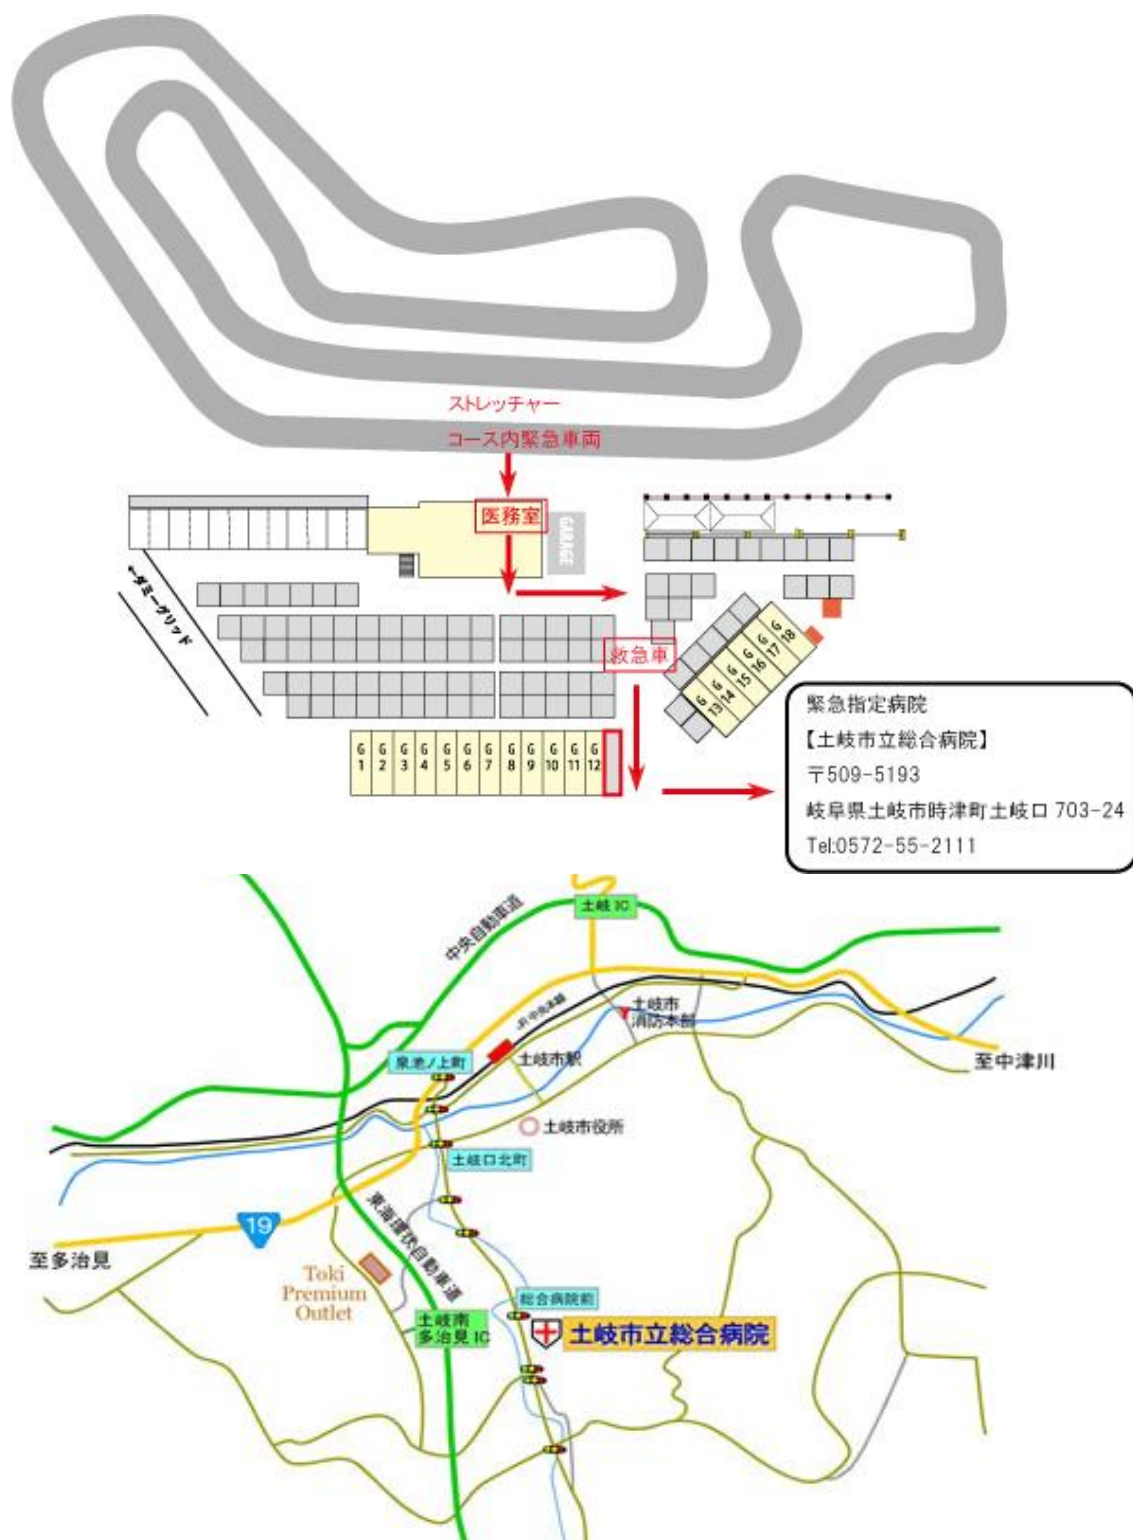 ストレッチャー
コース内緊急車両
医務室
GARAGE
←ダミーグリッド
救急車
G1
G2
G3
G4
G5
G6
G7
G8
G9
G10
G11
G12
G13
G14
G15
G16
G17
G18
緊急指定病院
【土岐市立総合病院】
〒509-5193
岐阜県土岐市時津町土岐口 703-24
Tel:0572-55-2111
土岐 IC
中央自動車道
JR 中央本線
土岐市
消防本部
泉池ノ上町
土岐市駅
至中津川
土岐市役所
土岐口北町
東海環状自動車道
19
至多治見
Toki
Premium
Outlet
総合病院前
土岐南
多治見 IC
土岐市立総合病院